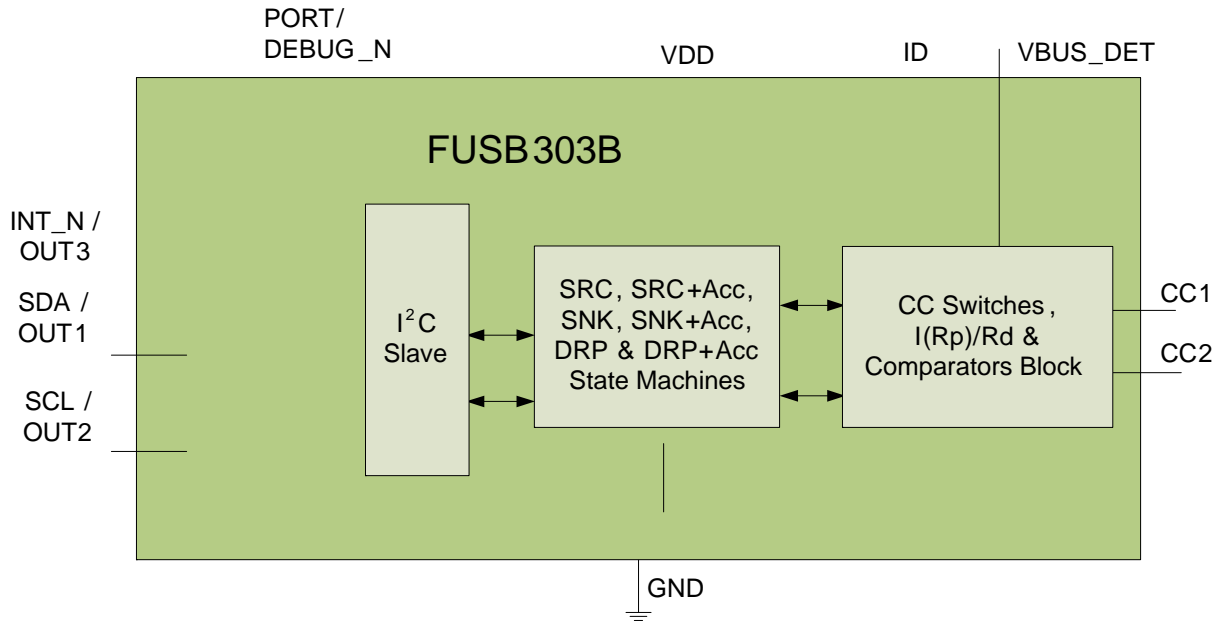 PORT/
DEBUG_N
VDD
ID
VBUS_DET
FUSB303B
INT_N /
OUT3
SDA /
OUT1
SCL /
OUT2
I²C
Slave
SRC, SRC+Acc,
SNK, SNK+Acc,
DRP & DRP+Acc
State Machines
CC Switches,
I(Rp)/Rd &
Comparators Block
CC1
CC2
GND